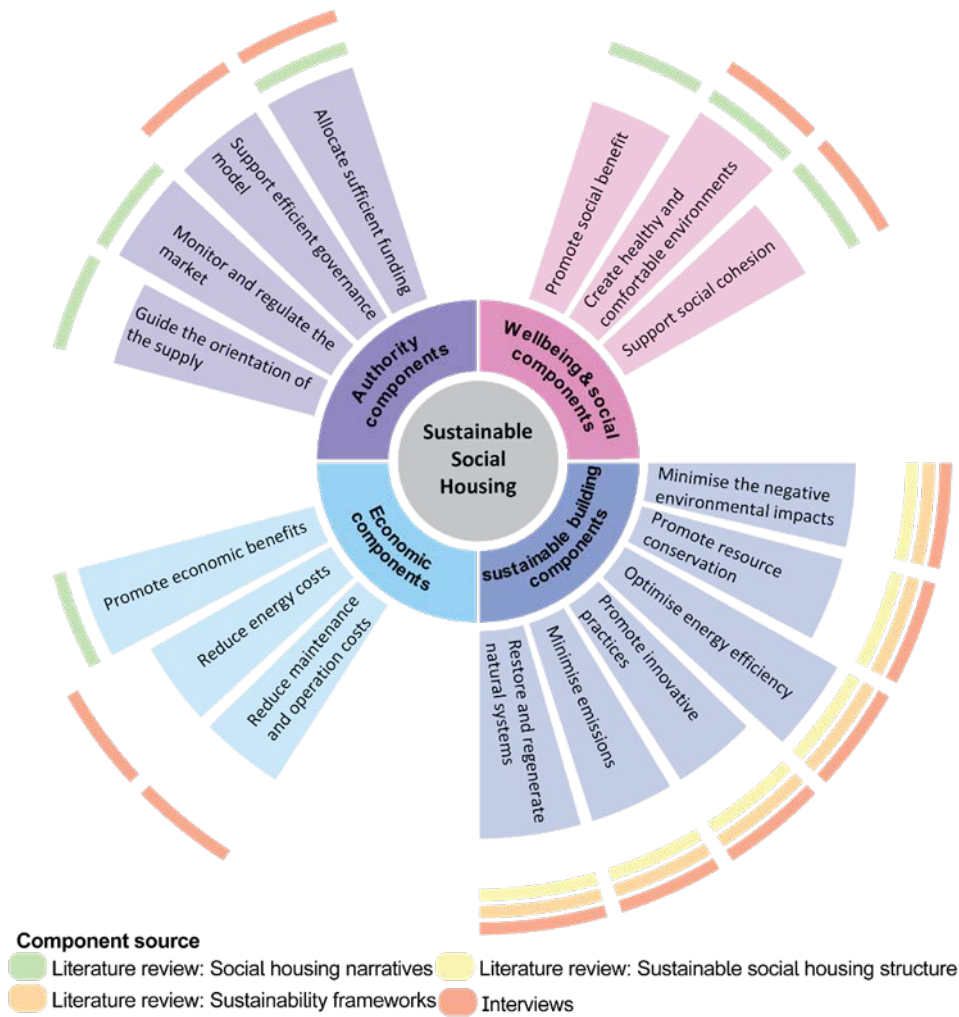 Allocate sufficient funding
Support efficient governance
model
Monitor and regulate the
market
Guide the orientation of
the supply
Authority
components
Promote social benefit
Create healthy and
comfortable environments
Support social cohesion
Wellbeing & social
components
Sustainable
Social
Housing
Economic
components
Promote economic benefits
Reduce energy costs
Reduce maintenance
and operation costs
sustainable building
components
Minimise the negative
environmental impacts
Promote resource
conservation
Optimise energy efficiency
Promote innovative
practices
Minimise emissions
Restore and regenerate
natural systems
Component source
Literature review: Social housing narratives
Literature review: Sustainable social housing structure
Literature review: Sustainability frameworks
Interviews